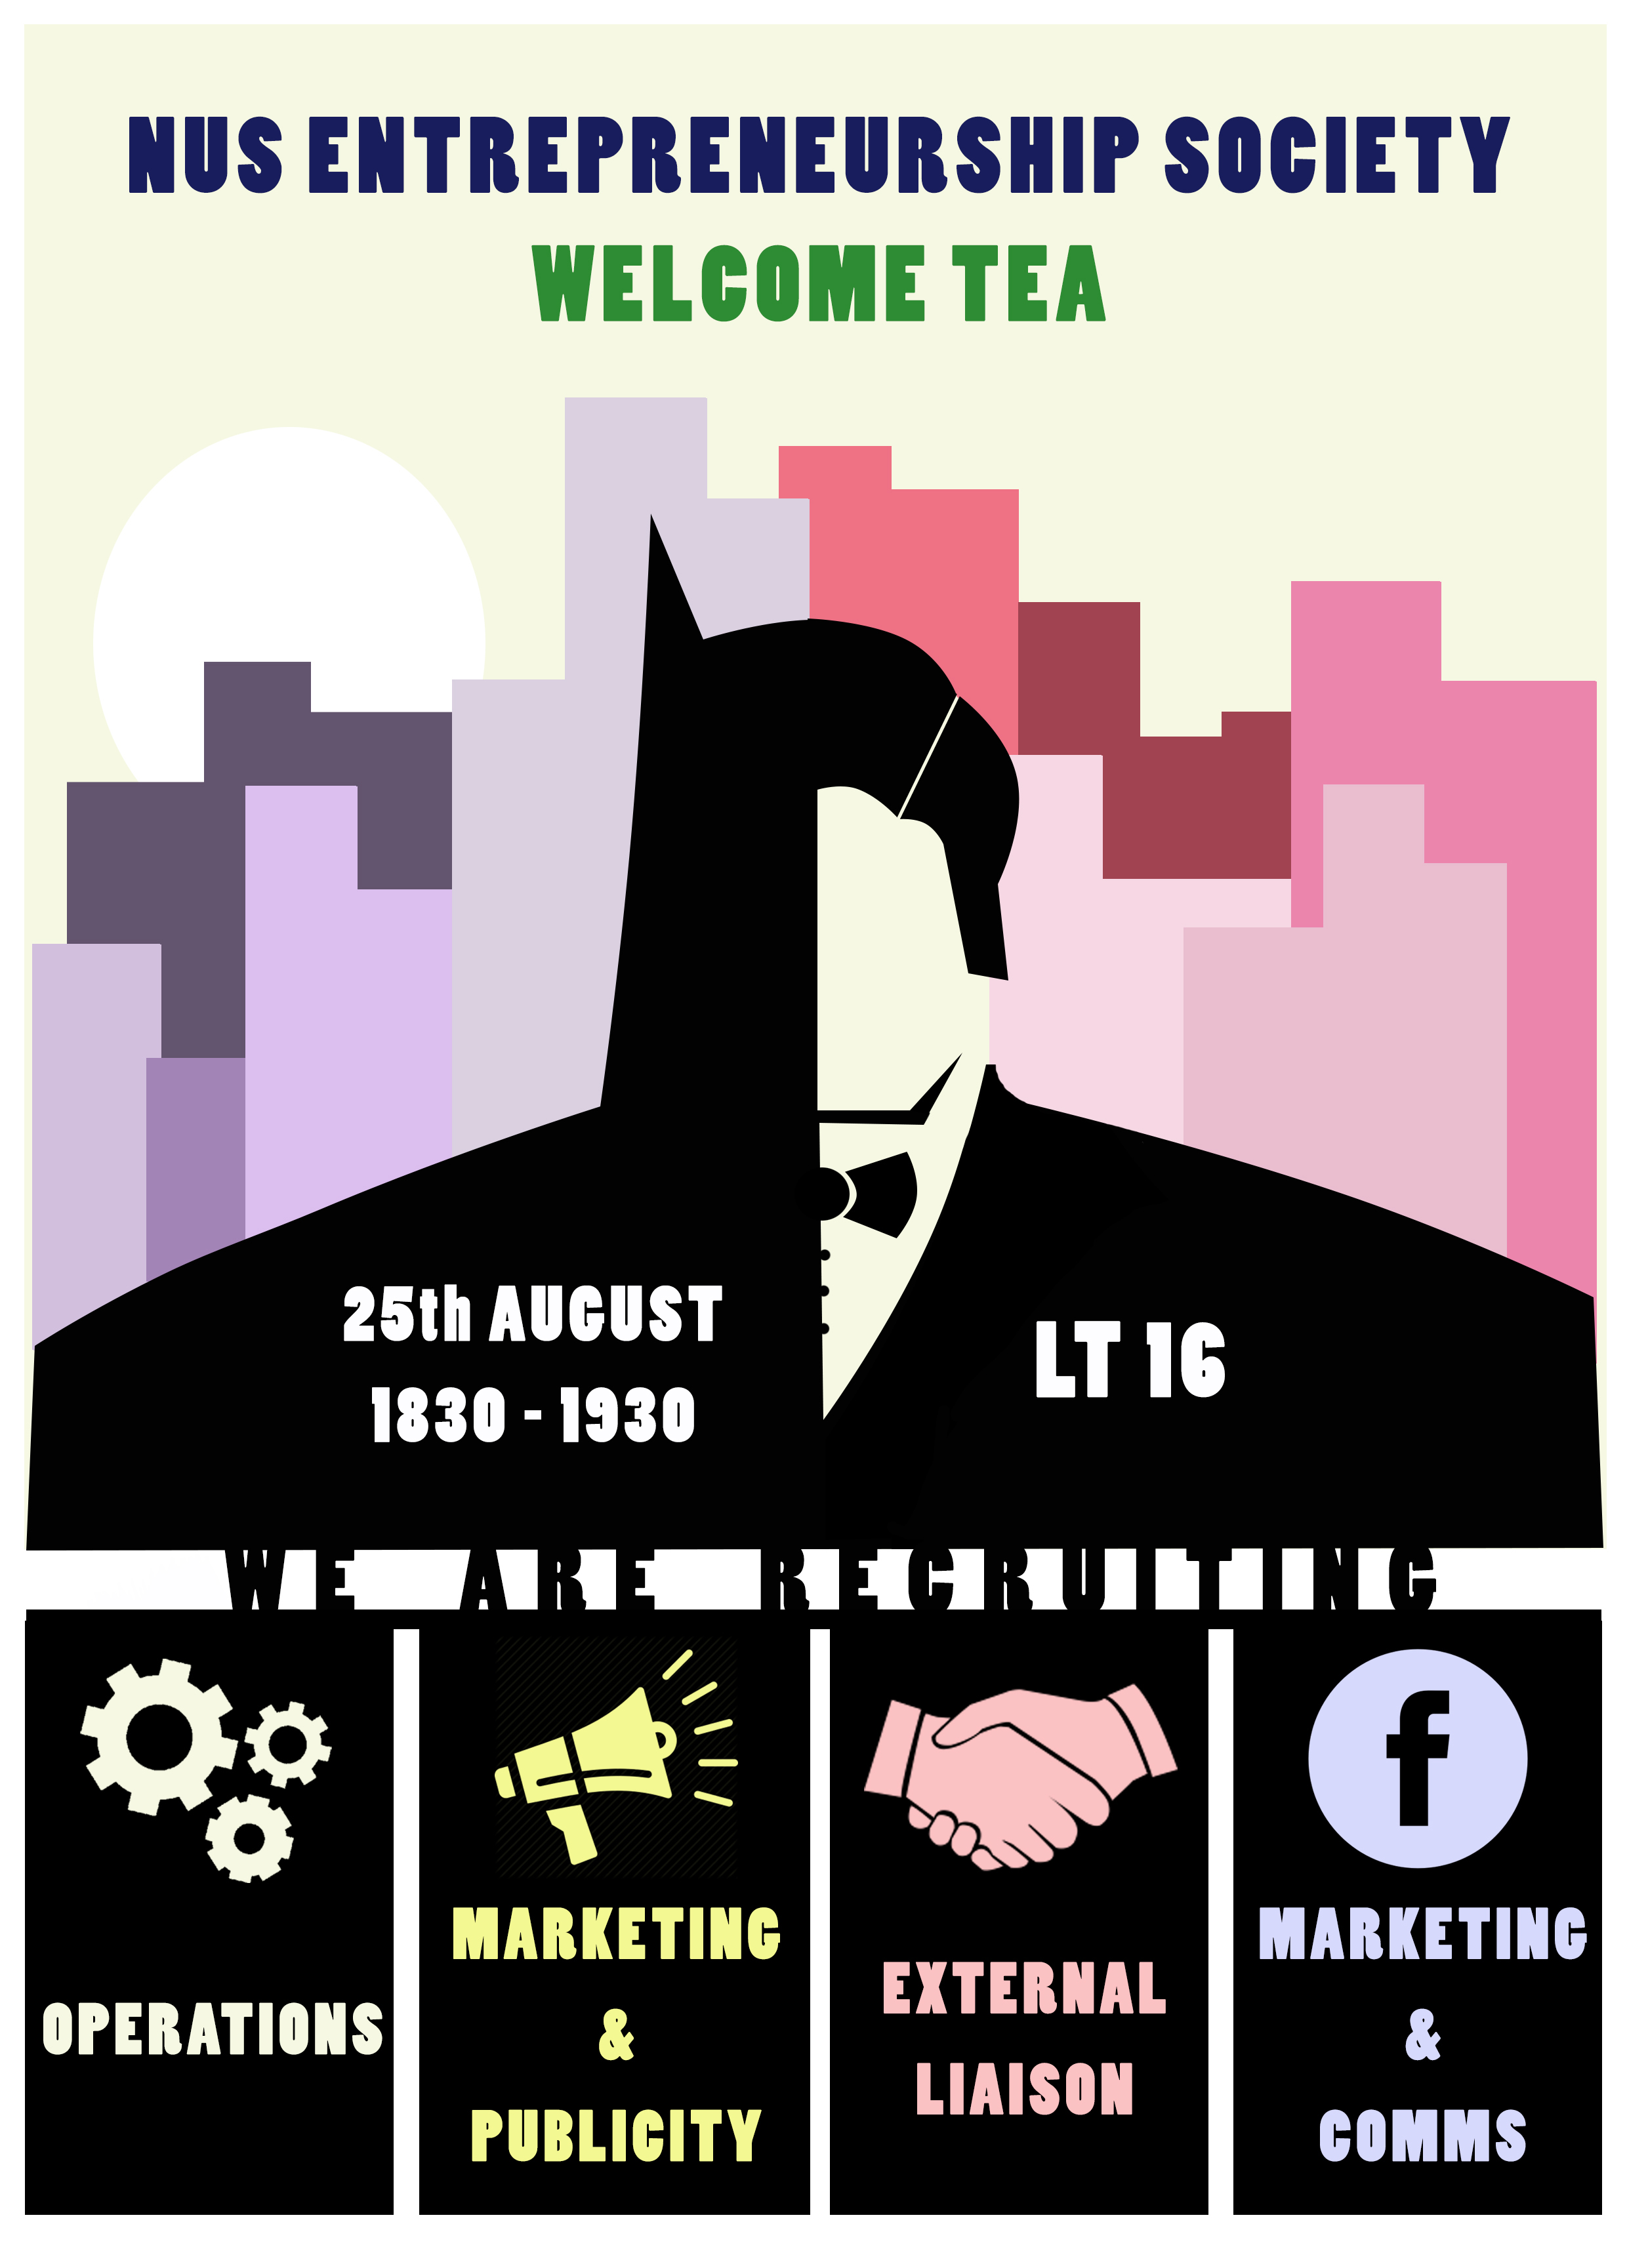 NUS ENTREPRENEURSHIP SOCIETY
WELCOME TEA
25th AUGUST
1830 - 1930
LT 16
WE ARE RECRUITING
OPERATIONS
MARKETING
&
PUBLICITY
EXTERNAL
LIAISON
f
MARKETING
&
COMMS